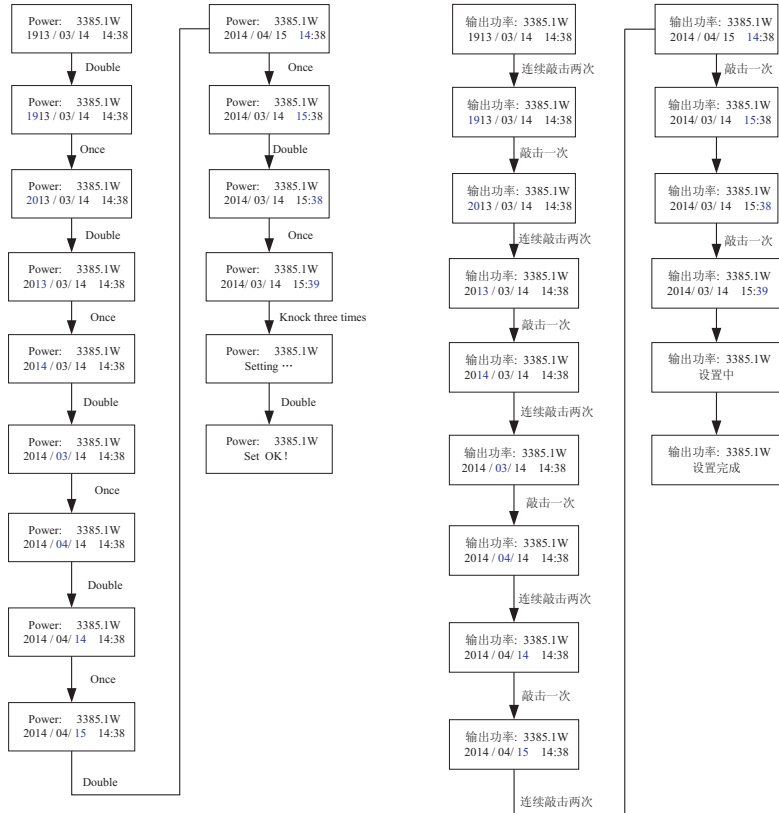 Power: 3385.1W
1913 / 03/ 14 14:38
Double
Power: 3385.1W
1913 / 03/ 14 14:38
Once
Power: 3385.1W
2013 / 03/ 14 14:38
Double
Power: 3385.1W
2013 / 03/ 14 14:38
Once
Power: 3385.1W
2014 / 03/ 14 14:38
Double
Power: 3385.1W
2014 / 03/ 14 14:38
Once
Power: 3385.1W
2014 / 04/ 14 14:38
Double
Power: 3385.1W
2014 / 04/ 14 14:38
Once
Power: 3385.1W
2014 / 04/ 15 14:38
Double
Power: 3385.1W
2014 / 04/ 15 14:38
Once
Power: 3385.1W
2014/ 03/ 14 15:38
Double
Power: 3385.1W
2014/ 03/ 14 15:38
Once
Power: 3385.1W
2014/ 03/ 14 15:39
Knock three times
Power: 3385.1W
Setting ···
Double
Power: 3385.1W
Set OK!
输出功率: 3385.1W
1913 / 03/ 14 14:38
连续敲击两次
输出功率: 3385.1W
1913 / 03/ 14 14:38
敲击一次
输出功率: 3385.1W
2013 / 03/ 14 14:38
连续敲击两次
输出功率: 3385.1W
2013 / 03/ 14 14:38
敲击一次
输出功率: 3385.1W
2014 / 03/ 14 14:38
连续敲击两次
输出功率: 3385.1W
2014 / 03/ 14 14:38
敲击一次
输出功率: 3385.1W
2014 / 04/ 14 14:38
连续敲击两次
输出功率: 3385.1W
2014 / 04/ 14 14:38
敲击一次
输出功率: 3385.1W
2014 / 04/ 15 14:38
连续敲击两次
输出功率: 3385.1W
2014 / 04/ 15 14:38
敲击一次
输出功率: 3385.1W
2014/ 03/ 14 15:38
输出功率: 3385.1W
2014/ 03/ 14 15:38
敲击一次
输出功率: 3385.1W
2014/ 03/ 14 15:39
输出功率: 3385.1W
设置中
输出功率: 3385.1W
设置完成